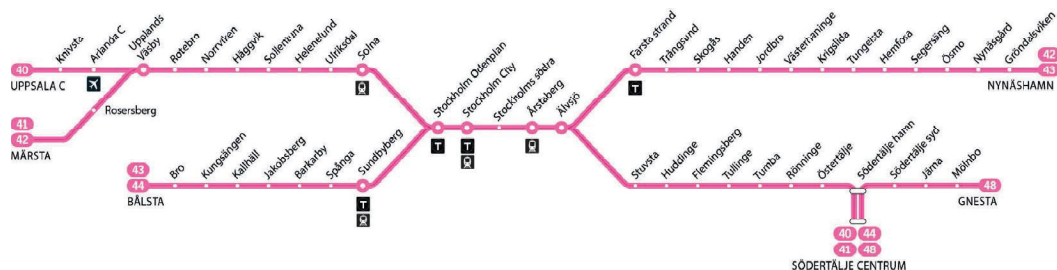 40
UPPSALA C
Knivsta
Arlanda C
Upplands
Väsby
Rotebro
Norrviken
Häggvik
Sollentuna
Helenelund
Ulriksdal
Solna
Rosersberg
41
42
MÄRSTA
43
44
BÅLSTA
Bro
Kungsängen
Kallhäll
Jakobsberg
Barkarby
Spånga
Sundbyberg
T
Stockholm Odenplan
T
Stockholm City
T
Stockholms södra
Årstaberg
Älvsjö
Farsta strand
T
Trångsund
Skogås
Handen
Jordbro
Västerhaninge
Krigslida
Tungelsta
Hemfosa
Segersäng
Ösmo
Nynäsgård
Gröndalsviken
42
43
NYNÄSHAMN
Stuvsta
Huddinge
Flemingsberg
Tullinge
Tumba
Rönninge
Östertälje
Södertälje hamn
Södertälje syd
Järna
Mölnbo
48
GNESTA
40 44
41 48
SÖDERTÄLJE CENTRUM